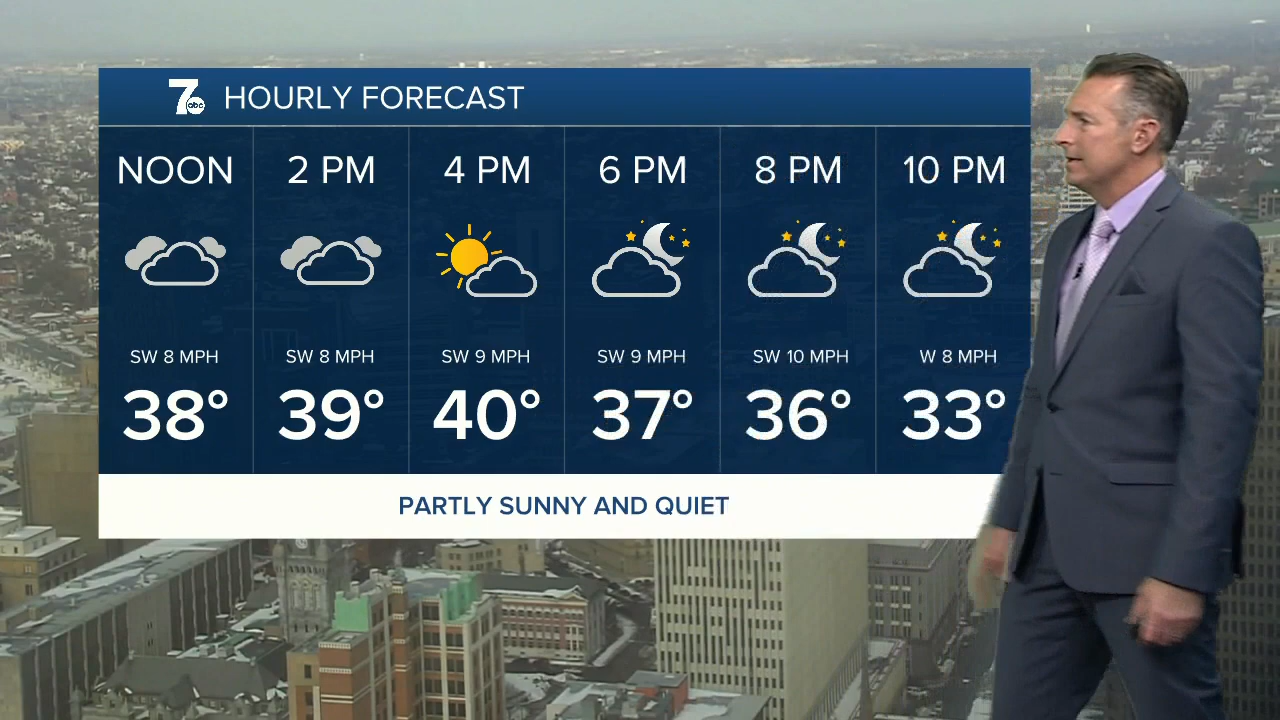 7 abc HOURLY FORECAST
NOON 2 PM 4 PM 6 PM 8 PM 10 PM
SW 8 MPH SW 8 MPH SW 9 MPH SW 9 MPH SW 10 MPH W 8 MPH
38° 39° 40° 37° 36° 33°
PARTLY SUNNY AND QUIET